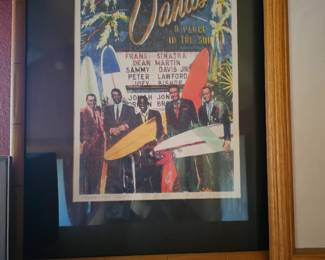 Sands
A PLACE
IN THE SUN
FRANK SINATRA
DEAN MARTIN
SAMMY DAVIS JR
PETER LAWFORD
JOEY BISHOP